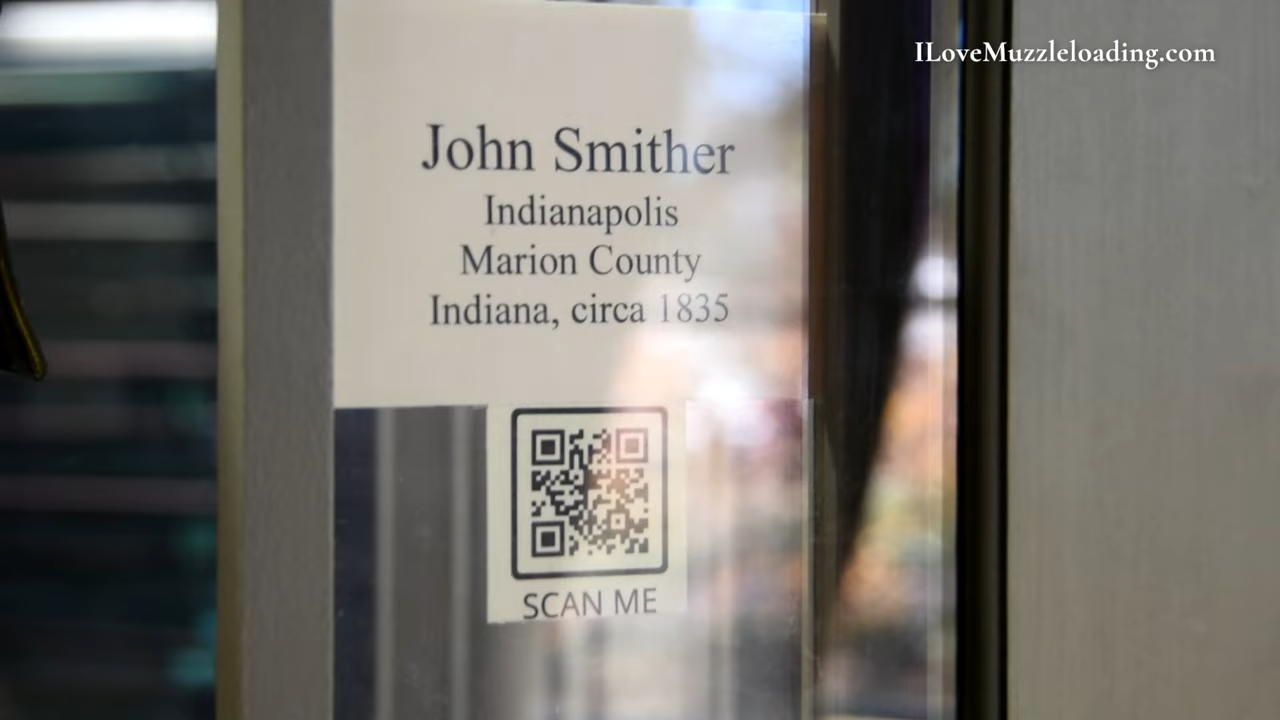 ILoveMuzzleloading.com
John Smither
Indianapolis
Marion County
Indiana, circa 1835
SCAN ME